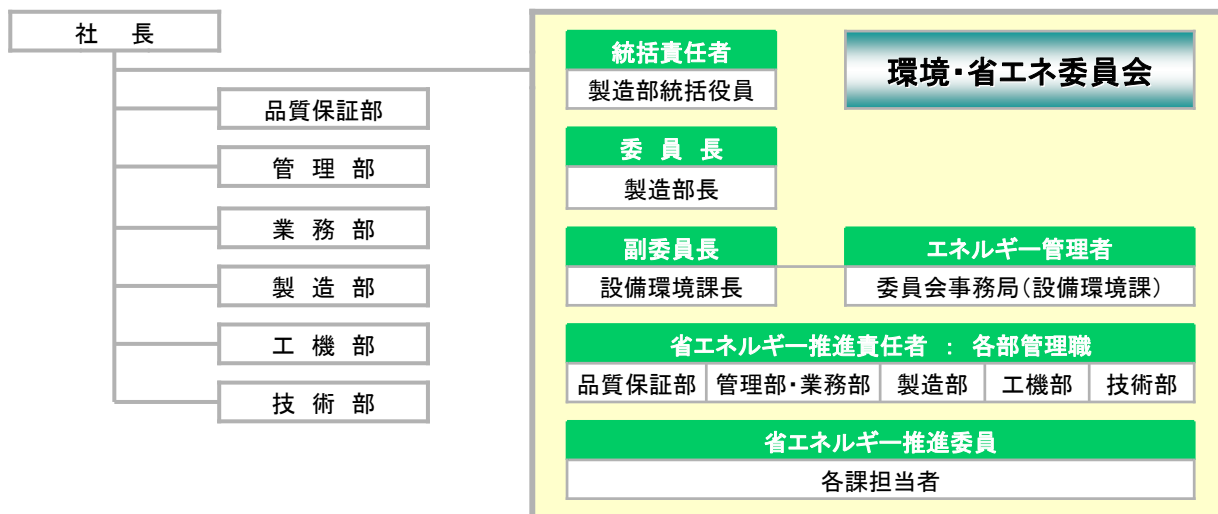 社　長
品質保証部
管　理　部
業　務　部
製　造　部
工　機　部
技　術　部
環境・省エネ委員会
統括責任者
製造部統括役員
委　員　長
製造部長
副委員長
設備環境課長
エネルギー管理者
委員会事務局(設備環境課)
省エネルギー推進責任者　：　各部管理職
品質保証部　管理部・業務部　製造部　工機部　技術部
省エネルギー推進委員
各課担当者